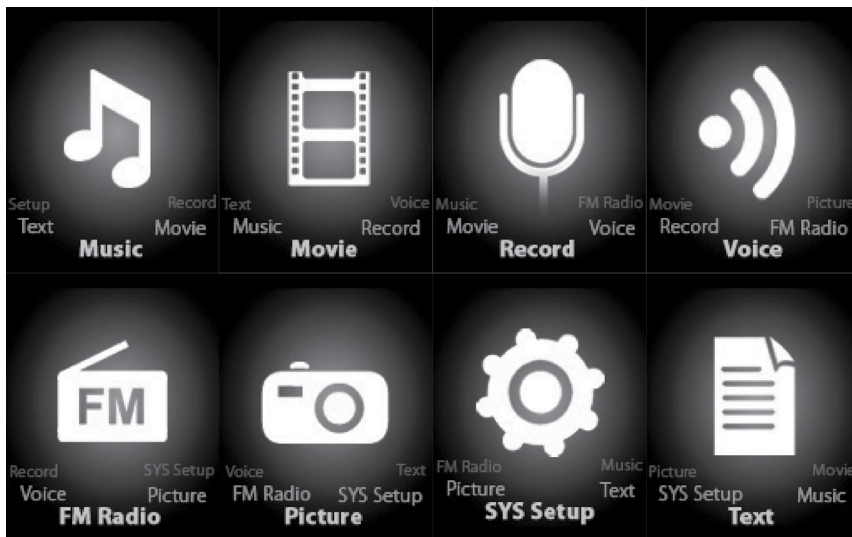 Setup Record
Text Movie
Music
Text Voice
Music Record
Movie
Music FM Radio
Movie Voice
Record
Movie Picture
Record FM Radio
Voice
FM
Record SYS Setup
Voice Picture
FM Radio
Voice Text
FM Radio SYS Setup
Picture
FM Radio Music
Picture Text
SYS Setup
Picture Movie
SYS Setup Music
Text